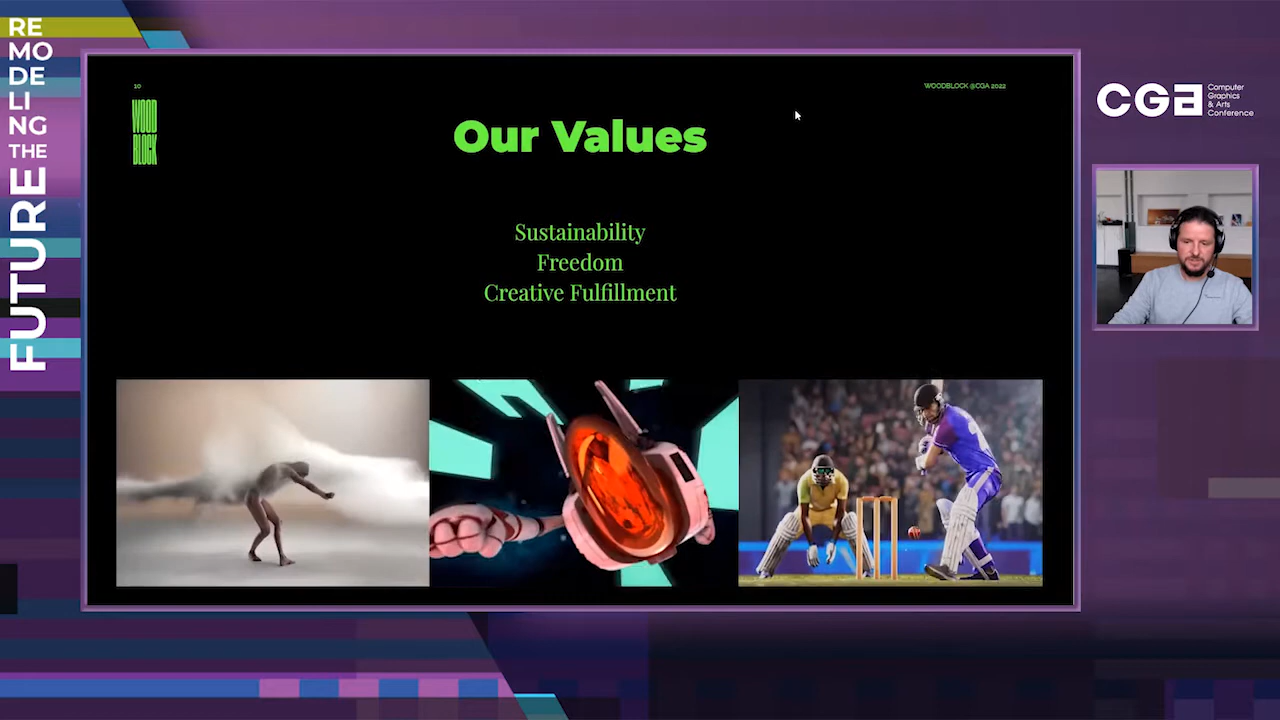 RE
MO
DE
LI
NG
THE
FUTURE
10
WOODBLOCK @CGA 2022
WOOD
BLOCK
Our Values
Sustainability
Freedom
Creative Fulfillment
CGA
Computer
Graphics
& Arts
Conference